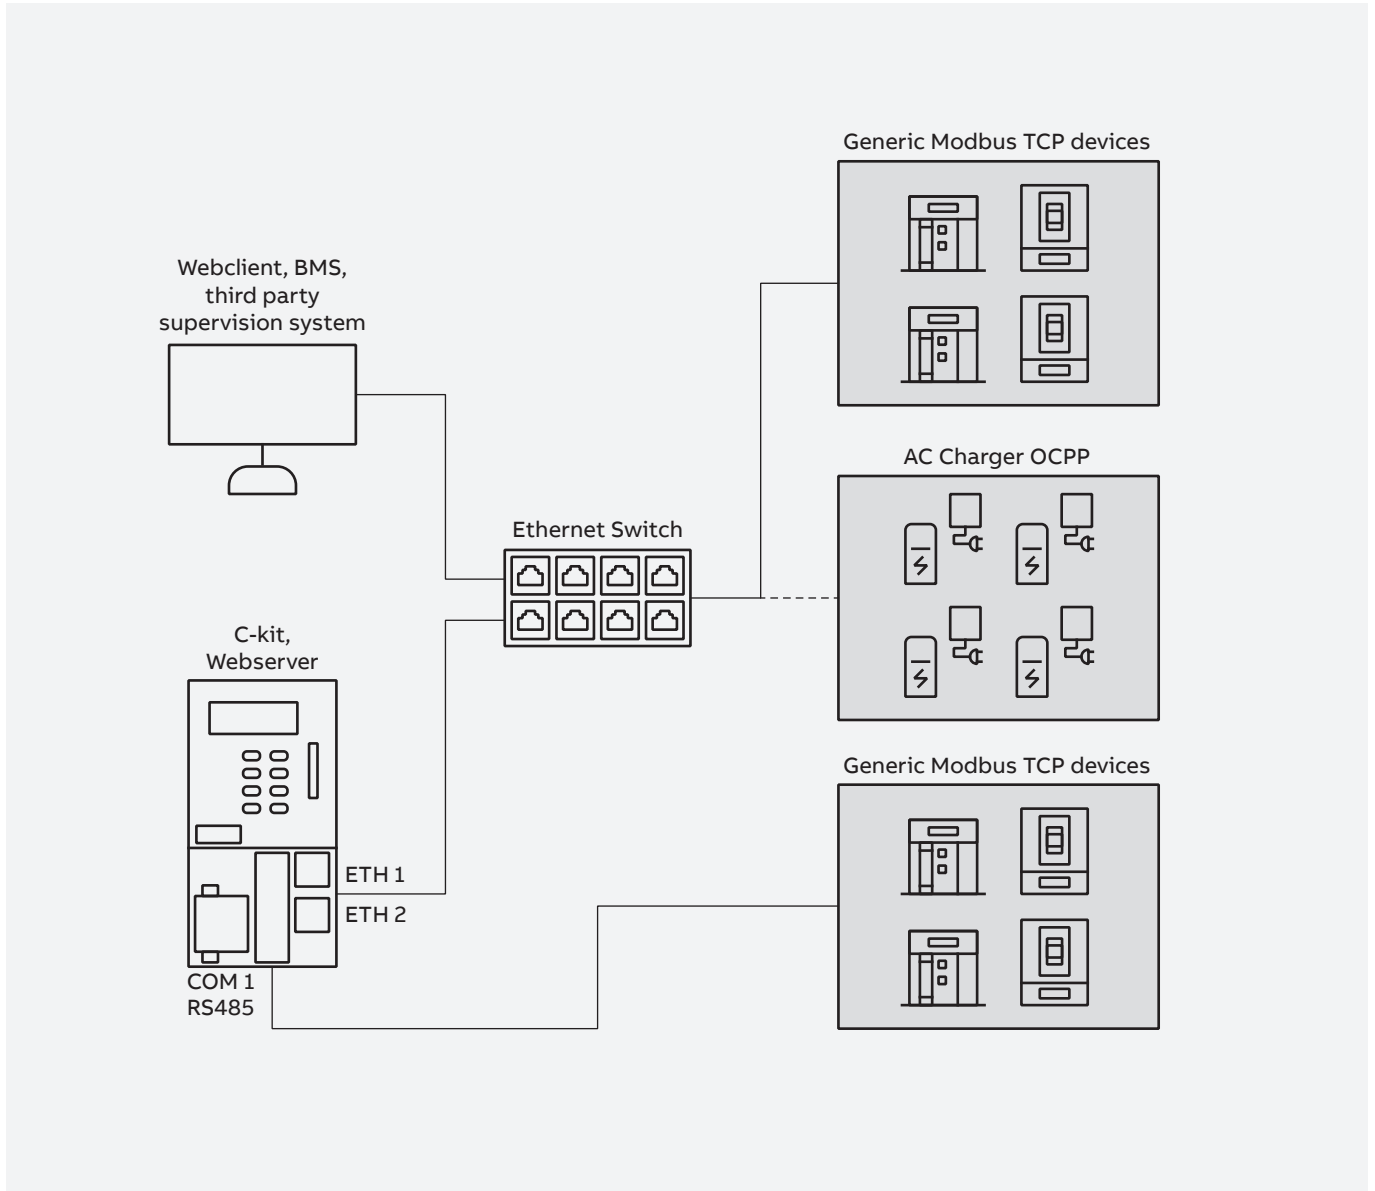 Generic Modbus TCP devices
Webclient, BMS,
third party
supervision system
AC Charger OCPP
Ethernet Switch
C-kit,
Webserver
Generic Modbus TCP devices
ETH 1
ETH 2
COM 1
RS485